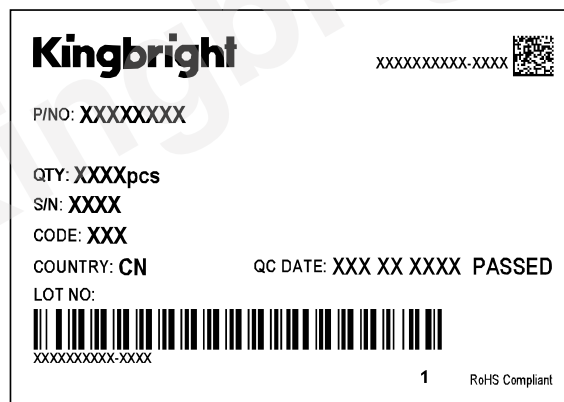 Kingbright
XXXXXXXXXX-XXXX
P/NO: XXXXXXXX
QTY: XXXXpcs
S/N: XXXX
CODE: XXX
COUNTRY: CN QC DATE: XXX XX XXXX PASSED
LOT NO:
XXXXXXXXXX-XXXX
1 RoHS Compliant